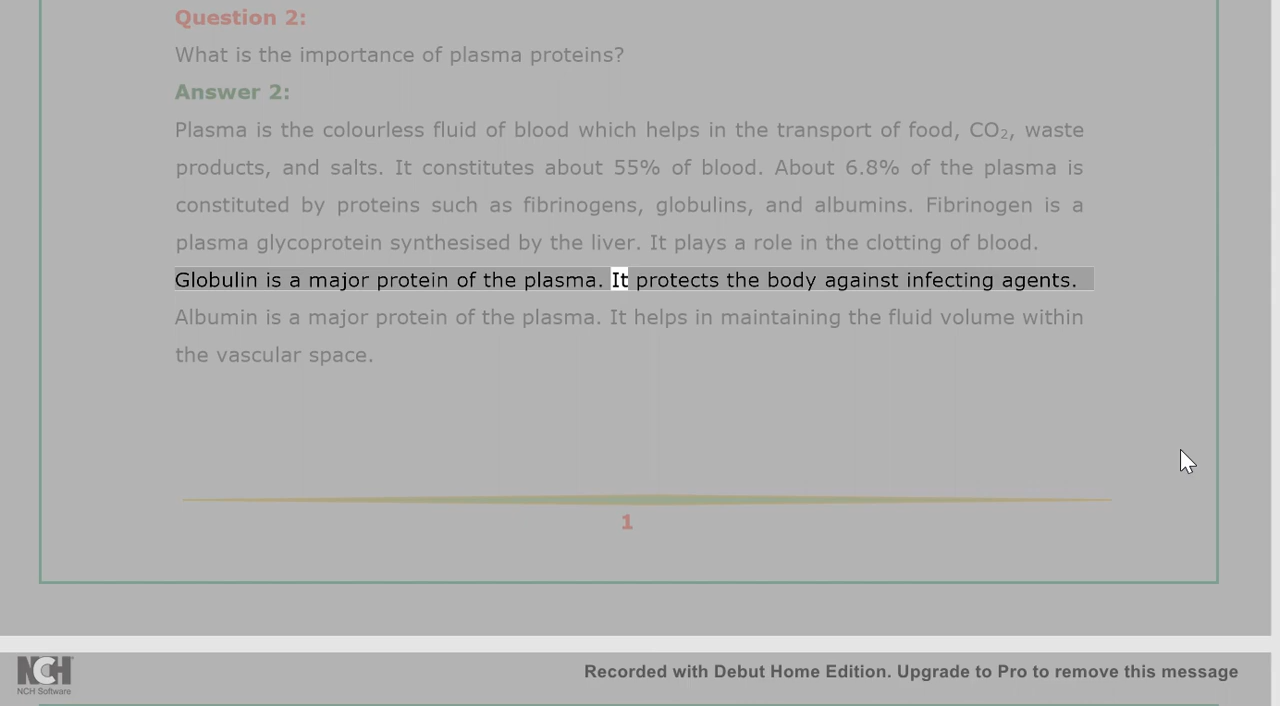 Question 2:
What is the importance of plasma proteins?
Answer 2:
Plasma is the colourless fluid of blood which helps in the transport of food, CO₂, waste
products, and salts. It constitutes about 55% of blood. About 6.8% of the plasma is
constituted by proteins such as fibrinogens, globulins, and albumins. Fibrinogen is a
plasma glycoprotein synthesised by the liver. It plays a role in the clotting of blood.
Globulin is a major protein of the plasma. It protects the body against infecting agents.
Albumin is a major protein of the plasma. It helps in maintaining the fluid volume within
the vascular space.
1
NCH
NCH Software
Recorded with Debut Home Edition. Upgrade to Pro to remove this message